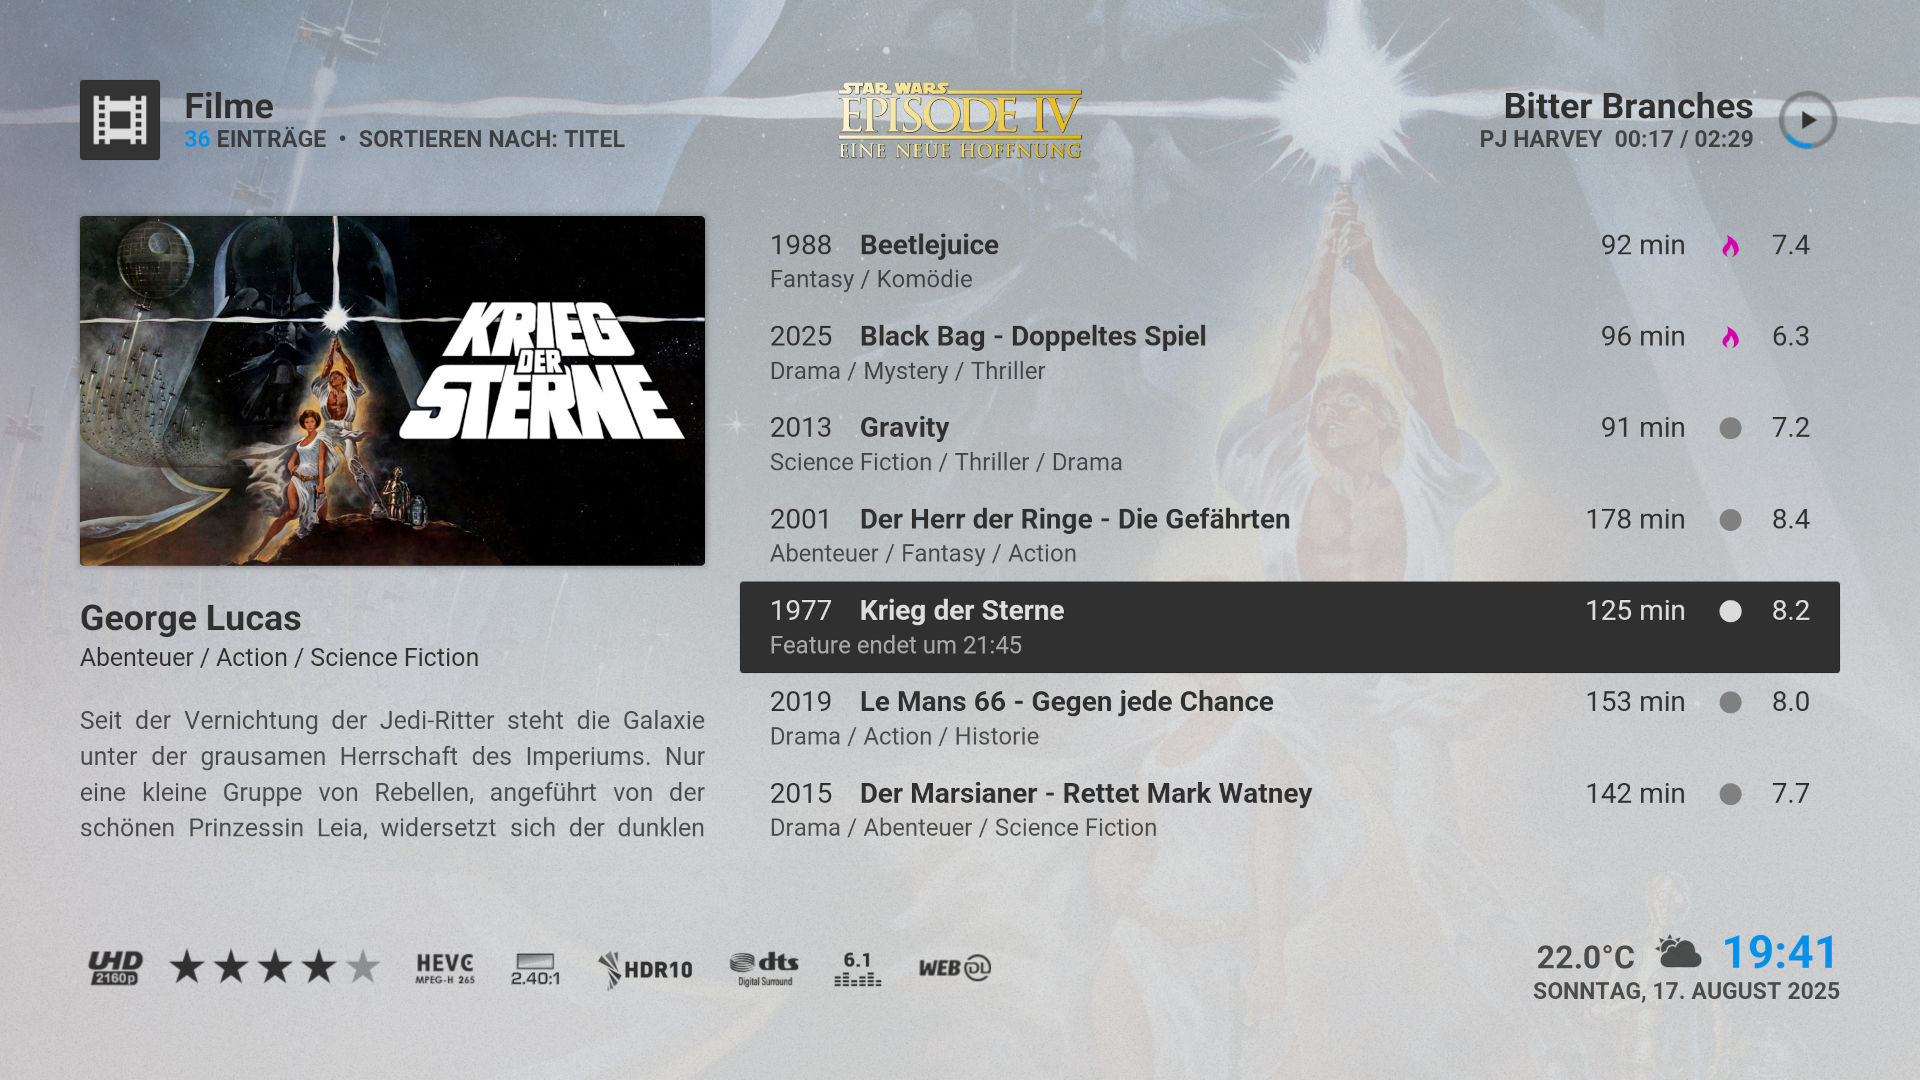 Filme
36 EINTRÄGE • SORTIEREN NACH: TITEL
STAR WARS
EPISODE IV
EINE NEUE HOFFNUNG
Bitter Branches
PJ HARVEY 00:17 / 02:29
KRIEG
DER
STERNE
George Lucas
Abenteuer / Action / Science Fiction
Seit der Vernichtung der Jedi-Ritter steht die Galaxie
unter der grausamen Herrschaft des Imperiums. Nur
eine kleine Gruppe von Rebellen, angeführt von der
schönen Prinzessin Leia, widersetzt sich der dunklen
1988 Beetlejuice 92 min 7.4
Fantasy / Komödie
2025 Black Bag - Doppeltes Spiel 96 min 6.3
Drama / Mystery / Thriller
2013 Gravity 91 min 7.2
Science Fiction / Thriller / Drama
2001 Der Herr der Ringe - Die Gefährten 178 min 8.4
Abenteuer / Fantasy / Action
1977 Krieg der Sterne 125 min 8.2
Feature endet um 21:45
2019 Le Mans 66 - Gegen jede Chance 153 min 8.0
Drama / Action / Historie
2015 Der Marsianer - Rettet Mark Watney 142 min 7.7
Drama / Abenteuer / Science Fiction
UHD
2160p
HEVC
MPEG-H 265
2.40:1
HDR10
dts
Digital Surround
6.1
WEB DL
22.0°C 19:41
SONNTAG, 17. AUGUST 2025